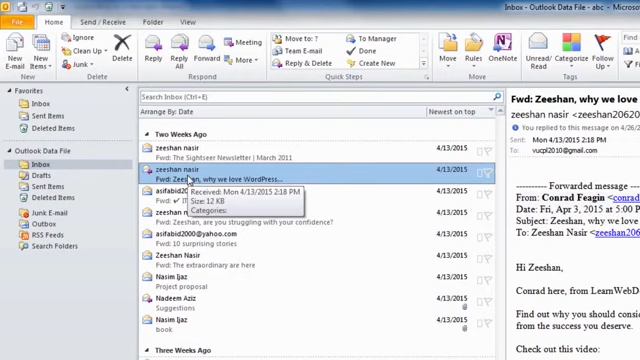 Inbox - Outlook Data File - abc - Microsof
File
Home
Send / Receive
Folder
View
New E-mail
New Items
Ignore
Clean Up
Junk
Delete
Reply
Reply All
Forward
Meeting
More
Move to: ?
Team E-mail
Reply & Delete
To Manager
Done
Create New
Move
Rules
OneNote
Unread/ Read
Categorize
Follow Up
Delete
Respond
Quick Steps
Move
Tags
Favorites
Inbox
Sent Items
Deleted Items
Outlook Data File
Inbox
Drafts
Sent Items
Deleted Items
Junk E-mail
Outbox
RSS Feeds
Search Folders
Search Inbox (Ctrl+E)
Arrange By: Date
Newest on top
Two Weeks Ago
zeeshan nasir 4/13/2015
Fwd: The Sightseer Newsletter | March 2011
zeeshan nasir 4/13/2015
Fwd: Zeeshan, why we love WordPress...
asifabid2000 4/13/2015
Fwd: ✓ IT
Received: Mon 4/13/2015 2:18 PM
Size: 12 KB
Categories:
zeeshan n 4/13/2015
Fwd: Zeeshan, are you struggling with your confidence?
asifabid2000@yahoo.com 4/13/2015
Fwd: 10 surprising stories
Zeeshan Nasir 4/13/2015
Fwd: The extraordinary are here
Nasim Ijaz 4/13/2015
Project proposal
Nadeem Aziz 4/13/2015
Suggestions
Nasim Ijaz 4/13/2015
book
Three Weeks Ago
Fwd: Zeeshan, why we love
zeeshan nasir <zeeshan20620
You replied to this message on 4/13/20
Sent: Mon 4/13/2015 2:18 PM
To: vucpl2010@gmail.com
---------- Forwarded message
From: Conrad Feagin <conrad
Date: Fri, Apr 3, 2015 at 5:00 P
Subject: Zeeshan, why we love
To: Zeeshan Nasir <zeeshan206
Hi Zeeshan,
Conrad here, from LearnWebD
Find out why you should consi
from the success you deserve.
Check out this video: